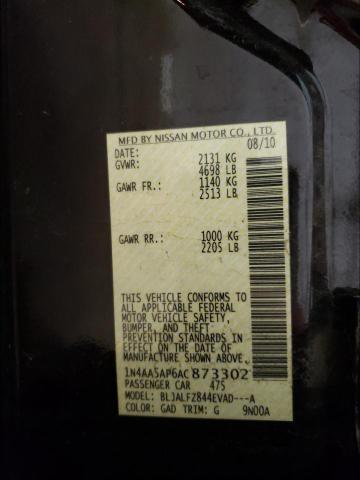 MFD BY NISSAN MOTOR CO., LTD.
DATE: 08/10
GVWR: 2131 KG
4698 LB
GAWR FR.: 1140 KG
2513 LB
GAWR RR.: 1000 KG
2205 LB
THIS VEHICLE CONFORMS TO
ALL APPLICABLE FEDERAL
MOTOR VEHICLE SAFETY
BUMPER, AND THEFT
PREVENTION STANDARDS IN
EFFECT ON THE DATE OF
MANUFACTURE SHOWN ABOVE.
1N4AA5AP6AC873302
PASSENGER CAR 475
MODEL: BLJALFZ844EVAD---A
COLOR: GAD TRIM: G 9N00A